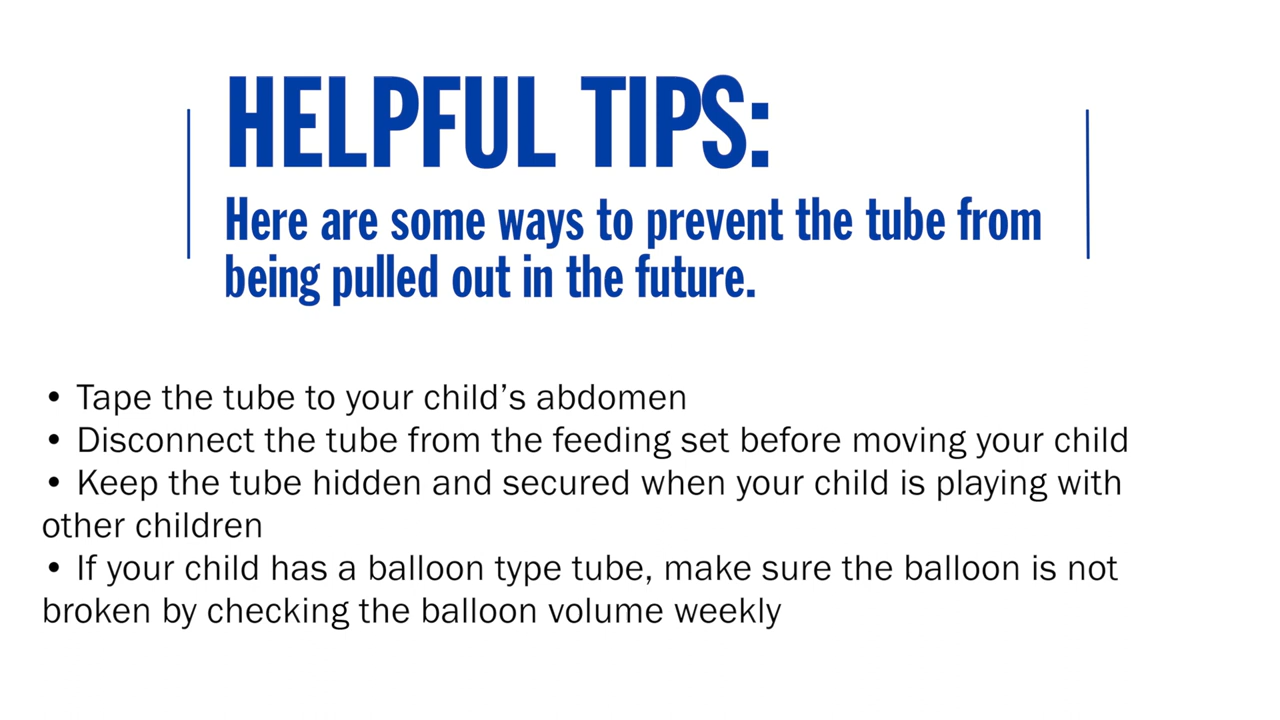 HELPFUL TIPS:
Here are some ways to prevent the tube from
being pulled out in the future.
• Tape the tube to your child’s abdomen
• Disconnect the tube from the feeding set before moving your child
• Keep the tube hidden and secured when your child is playing with
other children
• If your child has a balloon type tube, make sure the balloon is not
broken by checking the balloon volume weekly